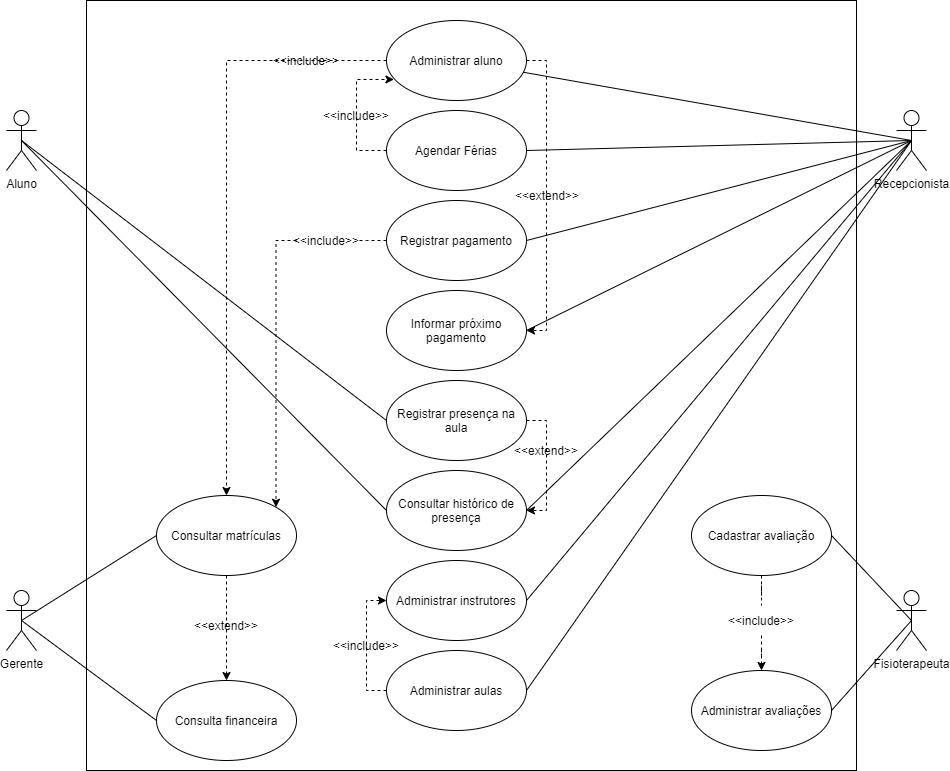 Administrar aluno
<<include>>
<<include>>
Agendar Férias
Aluno
Recepcionista
<<extend>>
Registrar pagamento
<<include>>
Informar próximo
pagamento
Registrar presença na
aula
<<extend>>
Consultar histórico de
presença
Consultar matrículas
Cadastrar avaliação
Administrar instrutores
<<extend>>
<<include>>
<<include>>
Gerente
Fisioterapeuta
Administrar aulas
Consulta financeira
Administrar avaliações